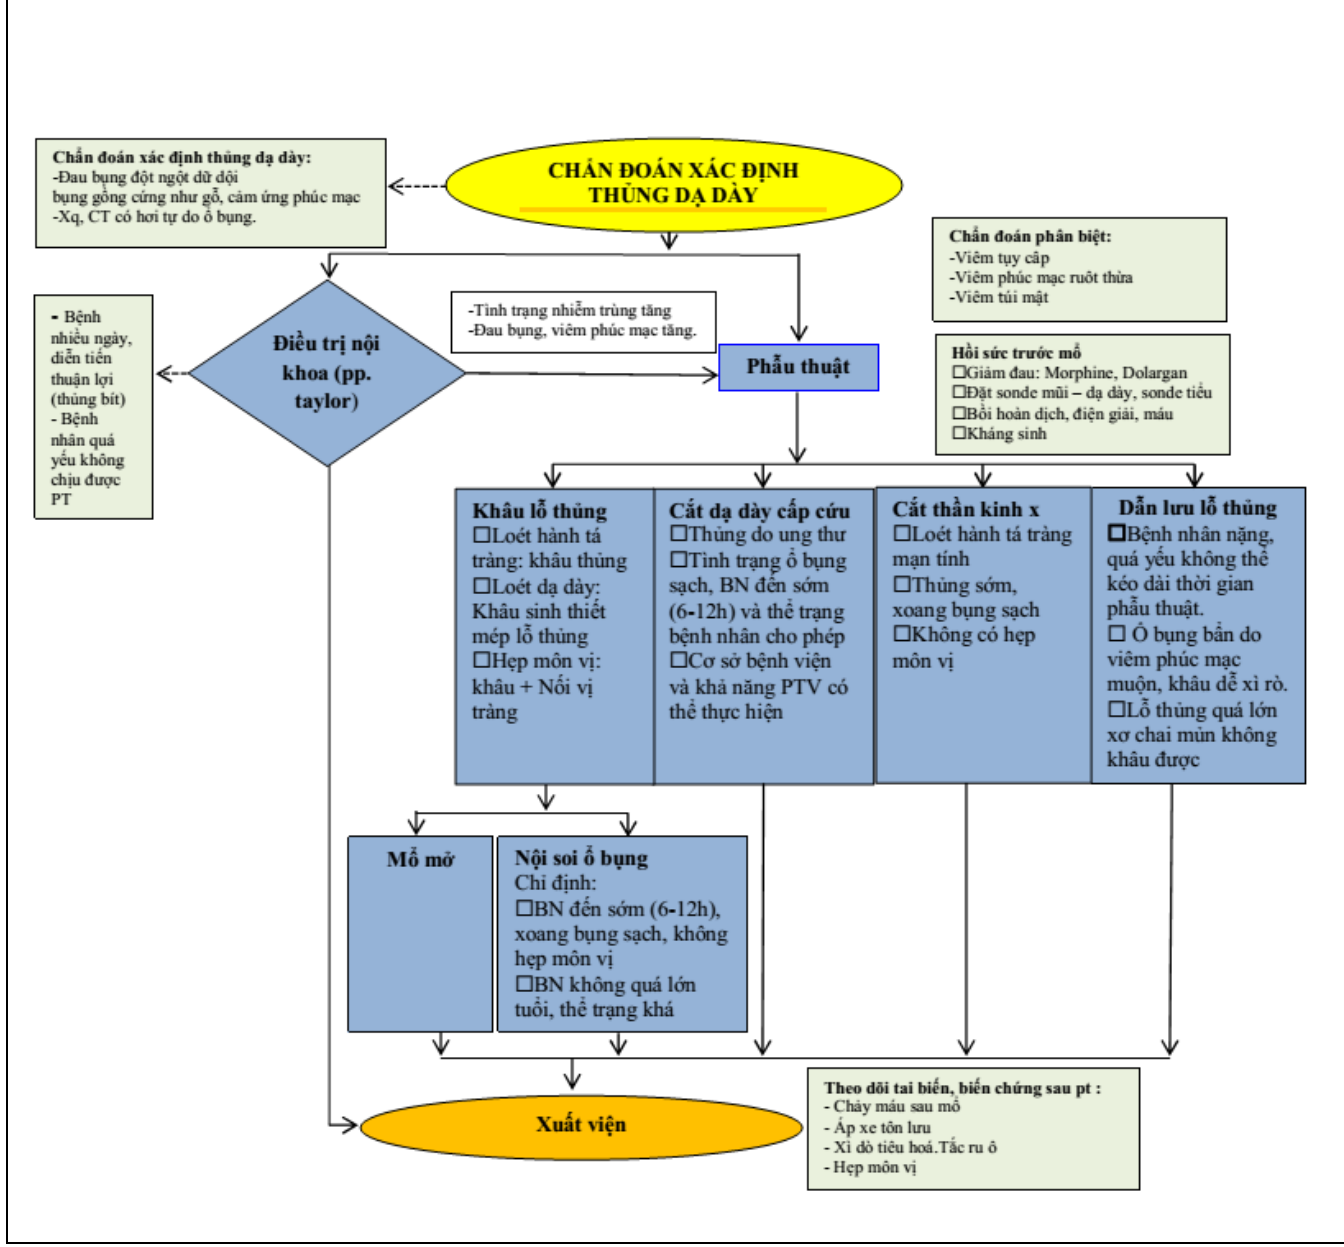 CHẨN ĐOÁN XÁC ĐỊNH
THỦNG DẠ DÀY
Chẩn đoán xác định thủng dạ dày:
-Đau bụng đột ngột dữ dội
bụng gồng cứng như gỗ, cảm ứng phúc mạc
-Xq, CT có hơi tự do ổ bụng.
Chẩn đoán phân biệt:
-Viêm tụy cấp
-Viêm phúc mạc ruôt thừa
-Viêm túi mật
- Bệnh
nhiều ngày,
diễn tiến
thuận lợi
(thủng bít)
- Bệnh
nhân quá
yếu không
chịu được
PT
Điều trị nội
khoa (pp.
taylor)
-Tình trạng nhiễm trùng tăng
-Đau bụng, viêm phúc mạc tăng.
Phẫu thuật
Hồi sức trước mổ
☐Giảm đau: Morphine, Dolargan
☐Đặt sonde mũi – dạ dày, sonde tiểu
☐Bồi hoàn dịch, điện giải, máu
☐Kháng sinh
Khâu lỗ thủng
☐Loét hành tá
tràng: khâu thủng
☐Loét dạ dày:
Khâu sinh thiết
mép lỗ thủng
☐Hẹp môn vị:
khâu + Nối vị
tràng
Cắt dạ dày cấp cứu
☐Thủng do ung thư
☐Tình trạng ổ bụng
sạch, BN đến sớm
(6-12h) và thể trạng
bệnh nhân cho phép
☐Cơ sở bệnh viện
và khả năng PTV có
thể thực hiện
Cắt thần kinh x
☐Loét hành tá tràng
mạn tính
☐Thủng sớm,
xoang bụng sạch
☐Không có hẹp
môn vị
Dẫn lưu lỗ thủng
☐Bệnh nhân nặng,
quá yếu không thể
kéo dài thời gian
phẫu thuật.
☐ Ổ bụng bẩn do
viêm phúc mạc
muộn, khâu dễ xì rò.
☐Lỗ thủng quá lớn
xơ chai mủn không
khâu được
Mổ mở
Nội soi ổ bụng
Chỉ định:
☐BN đến sớm (6-12h),
xoang bụng sạch, không
hẹp môn vị
☐BN không quá lớn
tuổi, thể trạng khá
Xuất viện
Theo dõi tai biến, biến chứng sau pt :
- Chảy máu sau mổ
- Áp xe tồn lưu
- Xì dò tiêu hoá.Tắc ru ô
- Hẹp môn vị